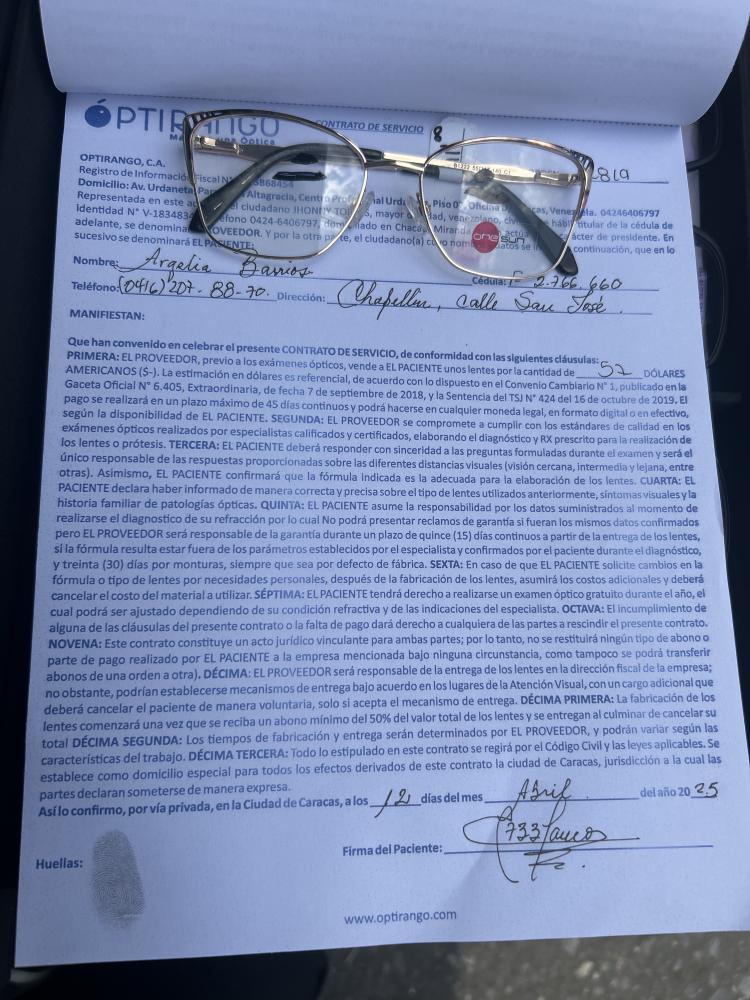 ÓPTIRANGO
CONTRATO DE SERVICIO
8
819
OPTIRANGO, C.A.
Registro de Información Fiscal N°
Domicilio: Av. Urdaneta, Altagracia, Centro Oficina Venezuela. 04246406797
Representada en este el ciudadano JHONNY mayor venezolano, hábil titular de la cédula de
Identidad N° V-1834834 0424-6406797, en Chacao, Miranda carácter de presidente. En
adelante, se denominará PROVEEDOR. Y por la otra parte, el ciudadano(a) cuyo a continuación, que en lo
sucesivo se denominará EL PACIENTE:
B1222 140 C1
one sun
Nombre: Argelia Barrios Cédula: 2.766.660
Teléfono: (0416) 207-88-70. Dirección: Chapellín, calle San José.
MANIFIESTAN:
Que han convenido en celebrar el presente CONTRATO DE SERVICIO, de conformidad con las siguientes cláusulas:
PRIMERA: EL PROVEEDOR, previo a los exámenes ópticos, vende a EL PACIENTE unos lentes por la cantidad de 57 DÓLARES
AMERICANOS (S-). La estimación en dólares es referencial, de acuerdo con lo dispuesto en el Convenio Cambiario N° 1, publicado en la
Gaceta Oficial N° 6.405, Extraordinaria, de fecha 7 de septiembre de 2018, y la Sentencia del TSJ N° 424 del 16 de octubre de 2019. El
pago se realizará en un plazo máximo de 45 días continuos y podrá hacerse en cualquier moneda legal, en formato digital o en efectivo,
según la disponibilidad de EL PACIENTE. SEGUNDA: EL PROVEEDOR se compromete a cumplir con los estándares de calidad en los
exámenes ópticos realizados por especialistas calificados y certificados, elaborando el diagnóstico y RX prescrito para la realización de
los lentes o prótesis. TERCERA: EL PACIENTE deberá responder con sinceridad a las preguntas formuladas durante el examen y será el
único responsable de las respuestas proporcionadas sobre las diferentes distancias visuales (visión cercana, intermedia y lejana, entre
otras). Asimismo, EL PACIENTE confirmará que la fórmula indicada es la adecuada para la elaboración de los lentes. CUARTA: EL
PACIENTE declara haber informado de manera correcta y precisa sobre el tipo de lentes utilizados anteriormente, síntomas visuales y la
historia familiar de patologías ópticas. QUINTA: EL PACIENTE asume la responsabilidad por los datos suministrados al momento de
realizarse el diagnostico de su refracción por lo cual No podrá presentar reclamos de garantía si fueran los mismos datos confirmados
pero EL PROVEEDOR será responsable de la garantía durante un plazo de quince (15) días continuos a partir de la entrega de los lentes,
si la fórmula resulta estar fuera de los parámetros establecidos por el especialista y confirmados por el paciente durante el diagnóstico,
y treinta (30) días por monturas, siempre que sea por defecto de fábrica. SEXTA: En caso de que EL PACIENTE solicite cambios en la
fórmula o tipo de lentes por necesidades personales, después de la fabricación de los lentes, asumirá los costos adicionales y deberá
cancelar el costo del material a utilizar. SÉPTIMA: EL PACIENTE tendrá derecho a realizarse un examen óptico gratuito durante el año, el
cual podrá ser ajustado dependiendo de su condición refractiva y de las indicaciones del especialista. OCTAVA: El incumplimiento de
alguna de las cláusulas del presente contrato o la falta de pago dará derecho a cualquiera de las partes a rescindir el presente contrato.
NOVENA: Este contrato constituye un acto jurídico vinculante para ambas partes; por lo tanto, no se restituirá ningún tipo de abono o
parte de pago realizado por EL PACIENTE a la empresa mencionada bajo ninguna circunstancia, como tampoco se podrá transferir
abonos de una orden a otra). DÉCIMA: EL PROVEEDOR será responsable de la entrega de los lentes en la dirección fiscal de la empresa;
no obstante, podrían establecerse mecanismos de entrega bajo acuerdo en los lugares de la Atención Visual, con un cargo adicional que
deberá cancelar el paciente de manera voluntaria, solo si acepta el mecanismo de entrega. DÉCIMA PRIMERA: La fabricación de los
lentes comenzará una vez que se reciba un abono mínimo del 50% del valor total de los lentes y se entregan al culminar de cancelar su
total DÉCIMA SEGUNDA: Los tiempos de fabricación y entrega serán determinados por EL PROVEEDOR, y podrán variar según las
características del trabajo. DÉCIMA TERCERA: Todo lo estipulado en este contrato se regirá por el Código Civil y las leyes aplicables. Se
establece como domicilio especial para todos los efectos derivados de este contrato la ciudad de Caracas, jurisdicción a la cual las
partes declaran someterse de manera expresa.
Así lo confirmo, por vía privada, en la Ciudad de Caracas, a los 12 días del mes Abril del año 2025
Huellas:
Firma del Paciente:
www.optirango.com